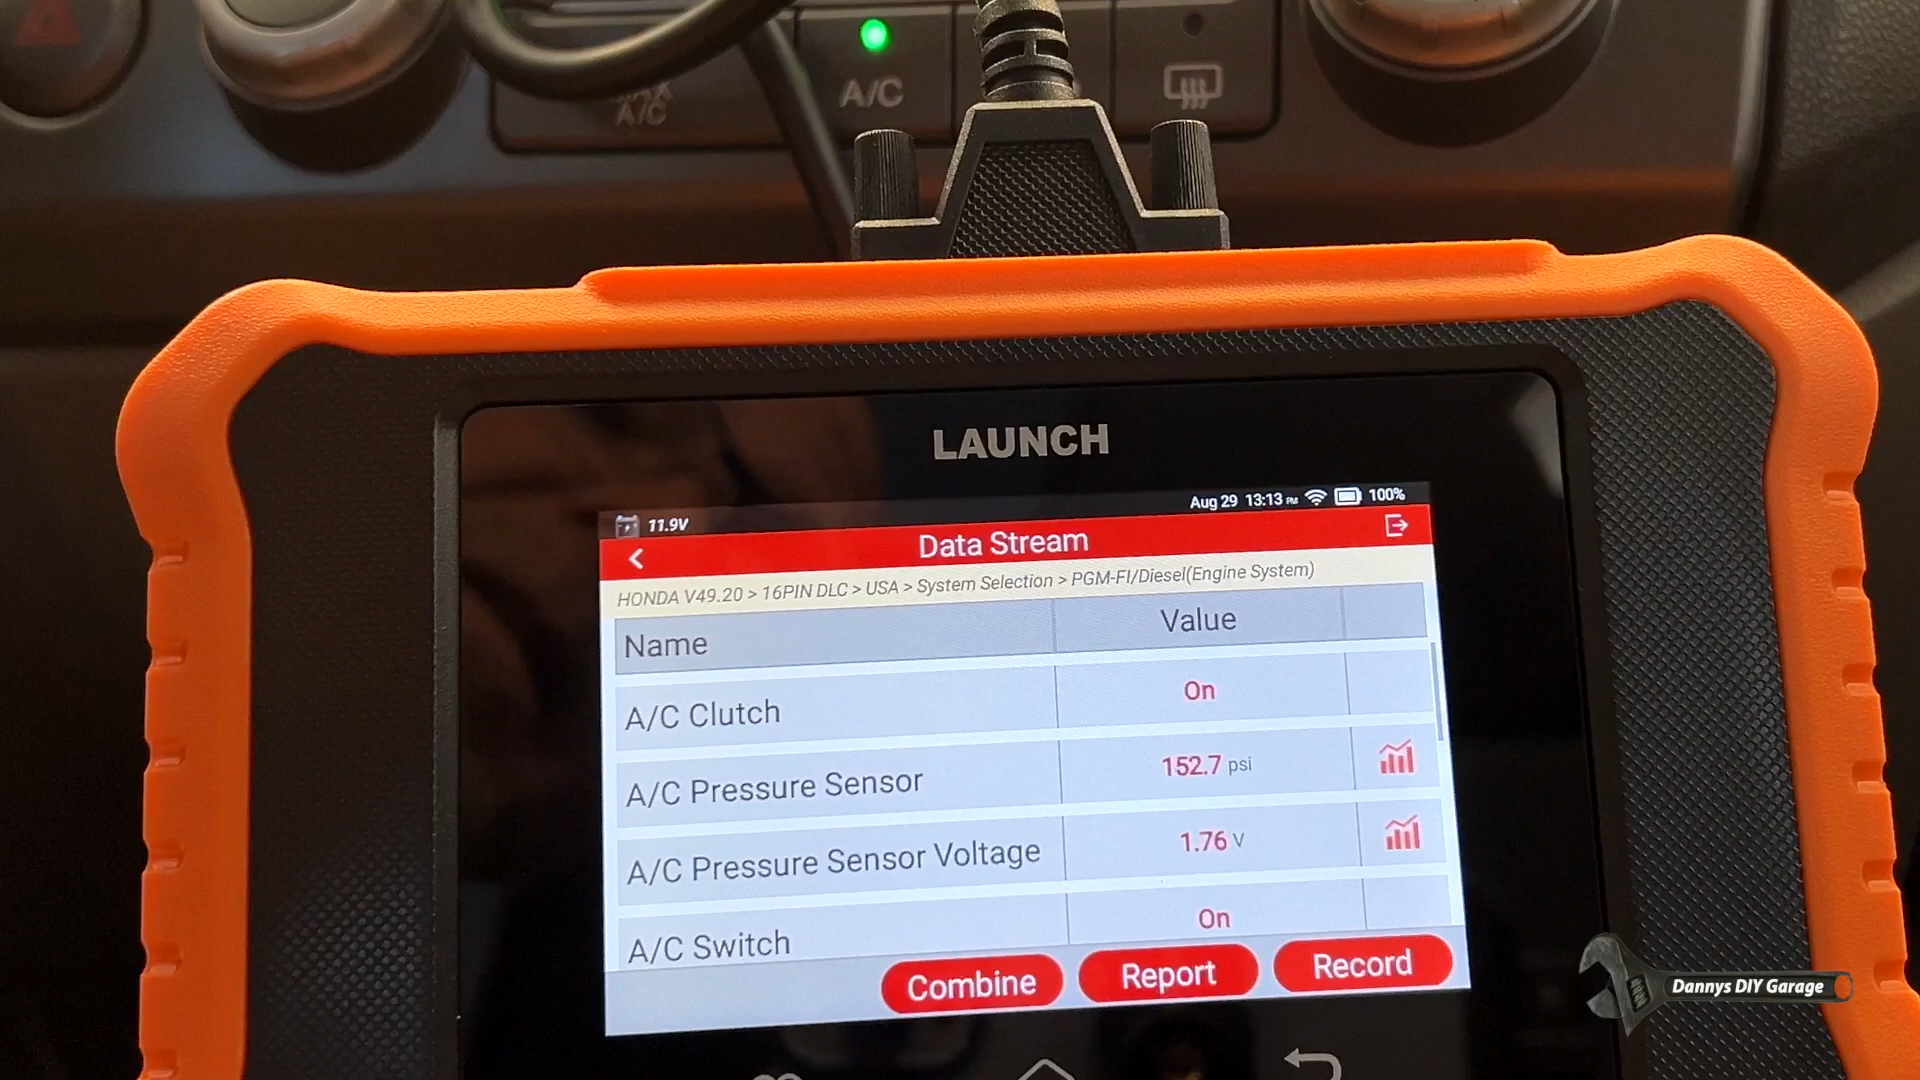 A/C
A/C
LAUNCH
11.9V
Aug 29 13:13 PM 100%
Data Stream
HONDA V49.20 > 16PIN DLC > USA > System Selection > PGM-FI/Diesel(Engine System)
Name Value
A/C Clutch On
A/C Pressure Sensor 152.7 psi
A/C Pressure Sensor Voltage 1.76 V
A/C Switch On
Combine Report Record
Dannys DIY Garage